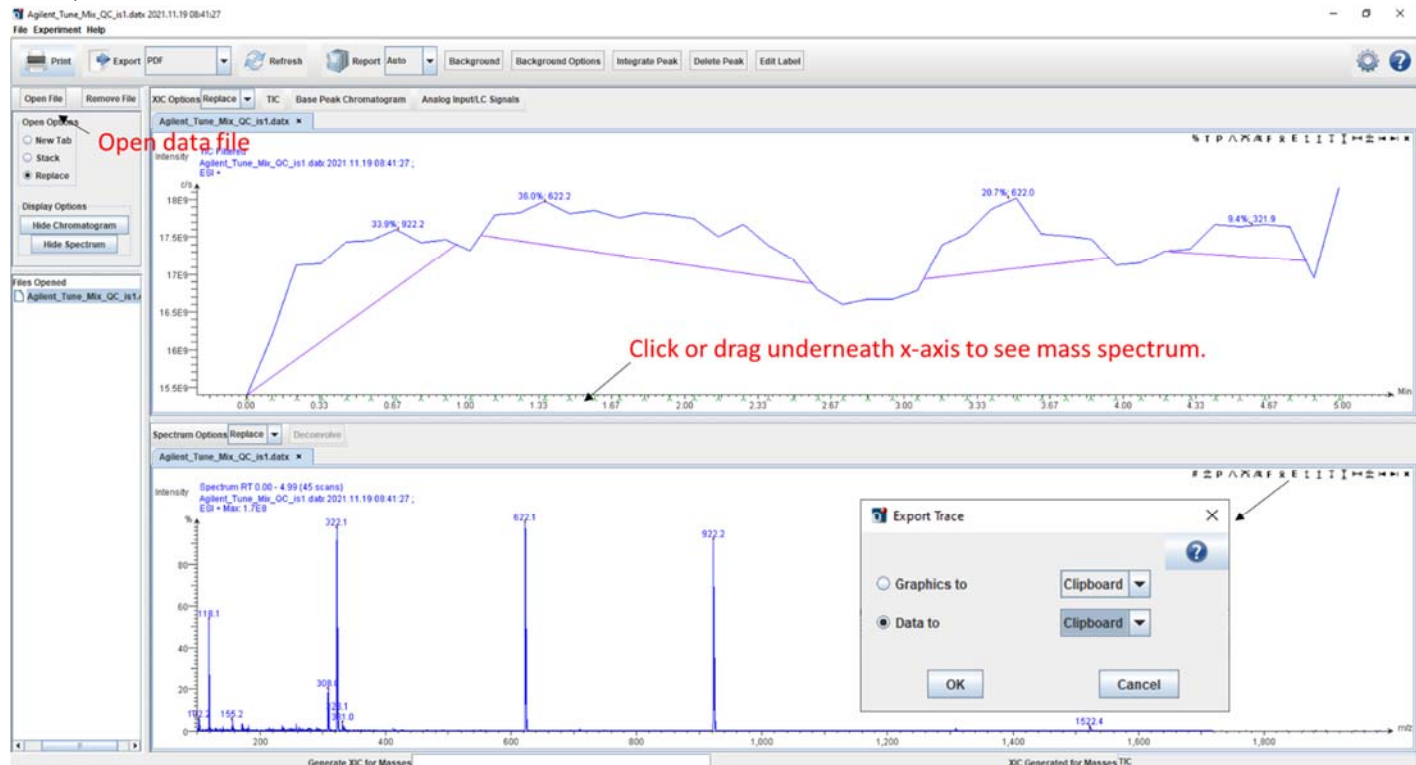 Agilent_Tune_Mix_QC_is1.datx 2021.11.19 08:41:27
File Experiment Help
Print Export PDF Refresh Report Auto Background Background Options Integrate Peak Delete Peak Edit Label
Open File Remove File
Open Options
New Tab
Stack
Replace
Display Options
Hide Chromatogram
Hide Spectrum
Files Opened
Agilent_Tune_Mix_QC_is1.
Open data file
XIC Options Replace TIC Base Peak Chromatogram Analog Input/LC Signals
Agilent_Tune_Mix_QC_is1.datx
Intensity
TIC Filtered
Agilent_Tune_Mix_QC_is1.datx 2021.11.19 08:41:27 ;
ESI +
c/s
18E9
17.5E9
17E9
16.5E9
16E9
15.5E9
33.9%; 922.2
36.0%; 622.2
20.7%; 622.0
9.4%; 321.9
Click or drag underneath x-axis to see mass spectrum.
0.00 0.33 0.67 1.00 1.33 1.67 2.00 2.33 2.67 3.00 3.33 3.67 4.00 4.33 4.67 5.00 Min
Spectrum Options Replace Deconvolve
Agilent_Tune_Mix_QC_is1.datx
Intensity
Spectrum RT 0.00 - 4.99 (45 scans)
Agilent_Tune_Mix_QC_is1.datx 2021.11.19 08:41:27 ;
ESI + Max: 1.7E8
%
80
60
40
20
0
118.1
155.2
322.1
622.1
922.2
1522.4
200 400 600 800 1,000 1,200 1,400 1,600 1,800 m/z
Export Trace
Graphics to Clipboard
Data to Clipboard
OK Cancel
Generate XIC for Masses
XIC Generated for Masses TIC